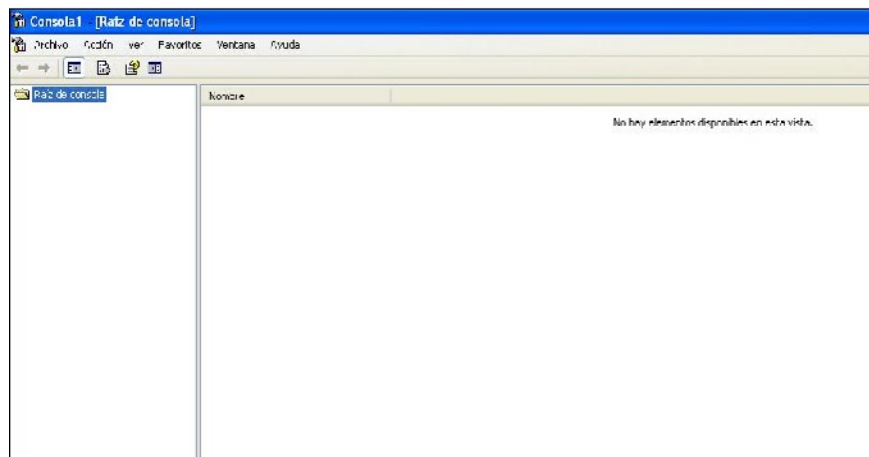 Consola1 - [Raíz de consola]
Archivo Acción Ver Favoritos Ventana Ayuda
Raíz de consola
Nombre
No hay elementos disponibles en esta vista.